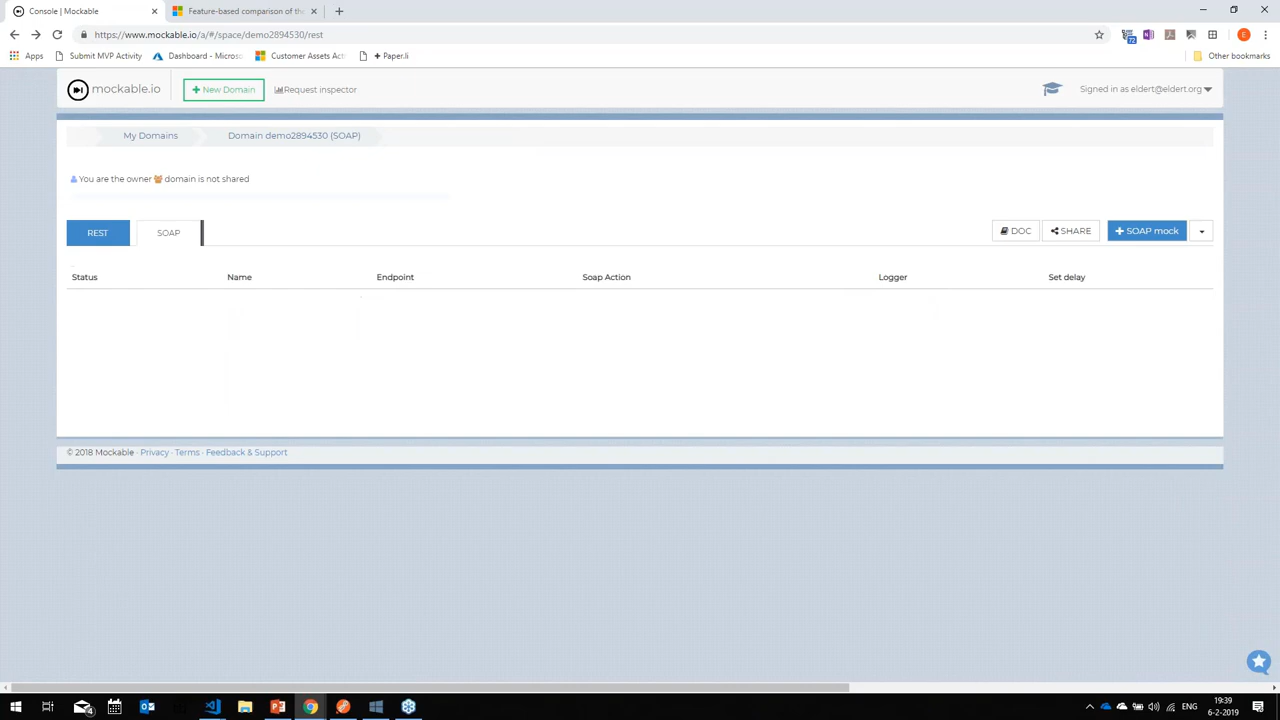 Console | Mockable
Feature-based comparison of th
https://www.mockable.io/a/#/space/demo2894530/rest
72
E
Apps
Submit MVP Activity
Dashboard - Micros
Customer Assets Act
+ Paper.li
Other bookmarks
mockable.io
New Domain
Request inspector
Signed in as eldert@eldert.org
My Domains
Domain demo2894530 (SOAP)
You are the owner domain is not shared
REST
SOAP
DOC
SHARE
SOAP mock
Status
Name
Endpoint
Soap Action
Logger
Set delay
© 2018 Mockable · Privacy · Terms · Feedback & Support
ENG
19:39
6-2-2019